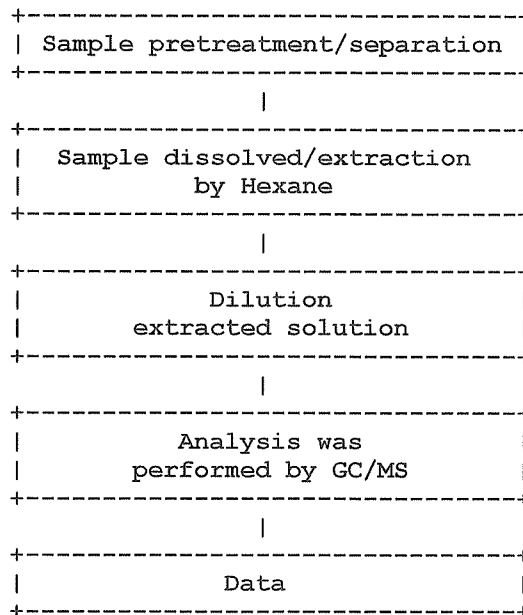 Sample pretreatment/separation
Sample dissolved/extraction
by Hexane
Dilution
extracted solution
Analysis was
performed by GC/MS
Data